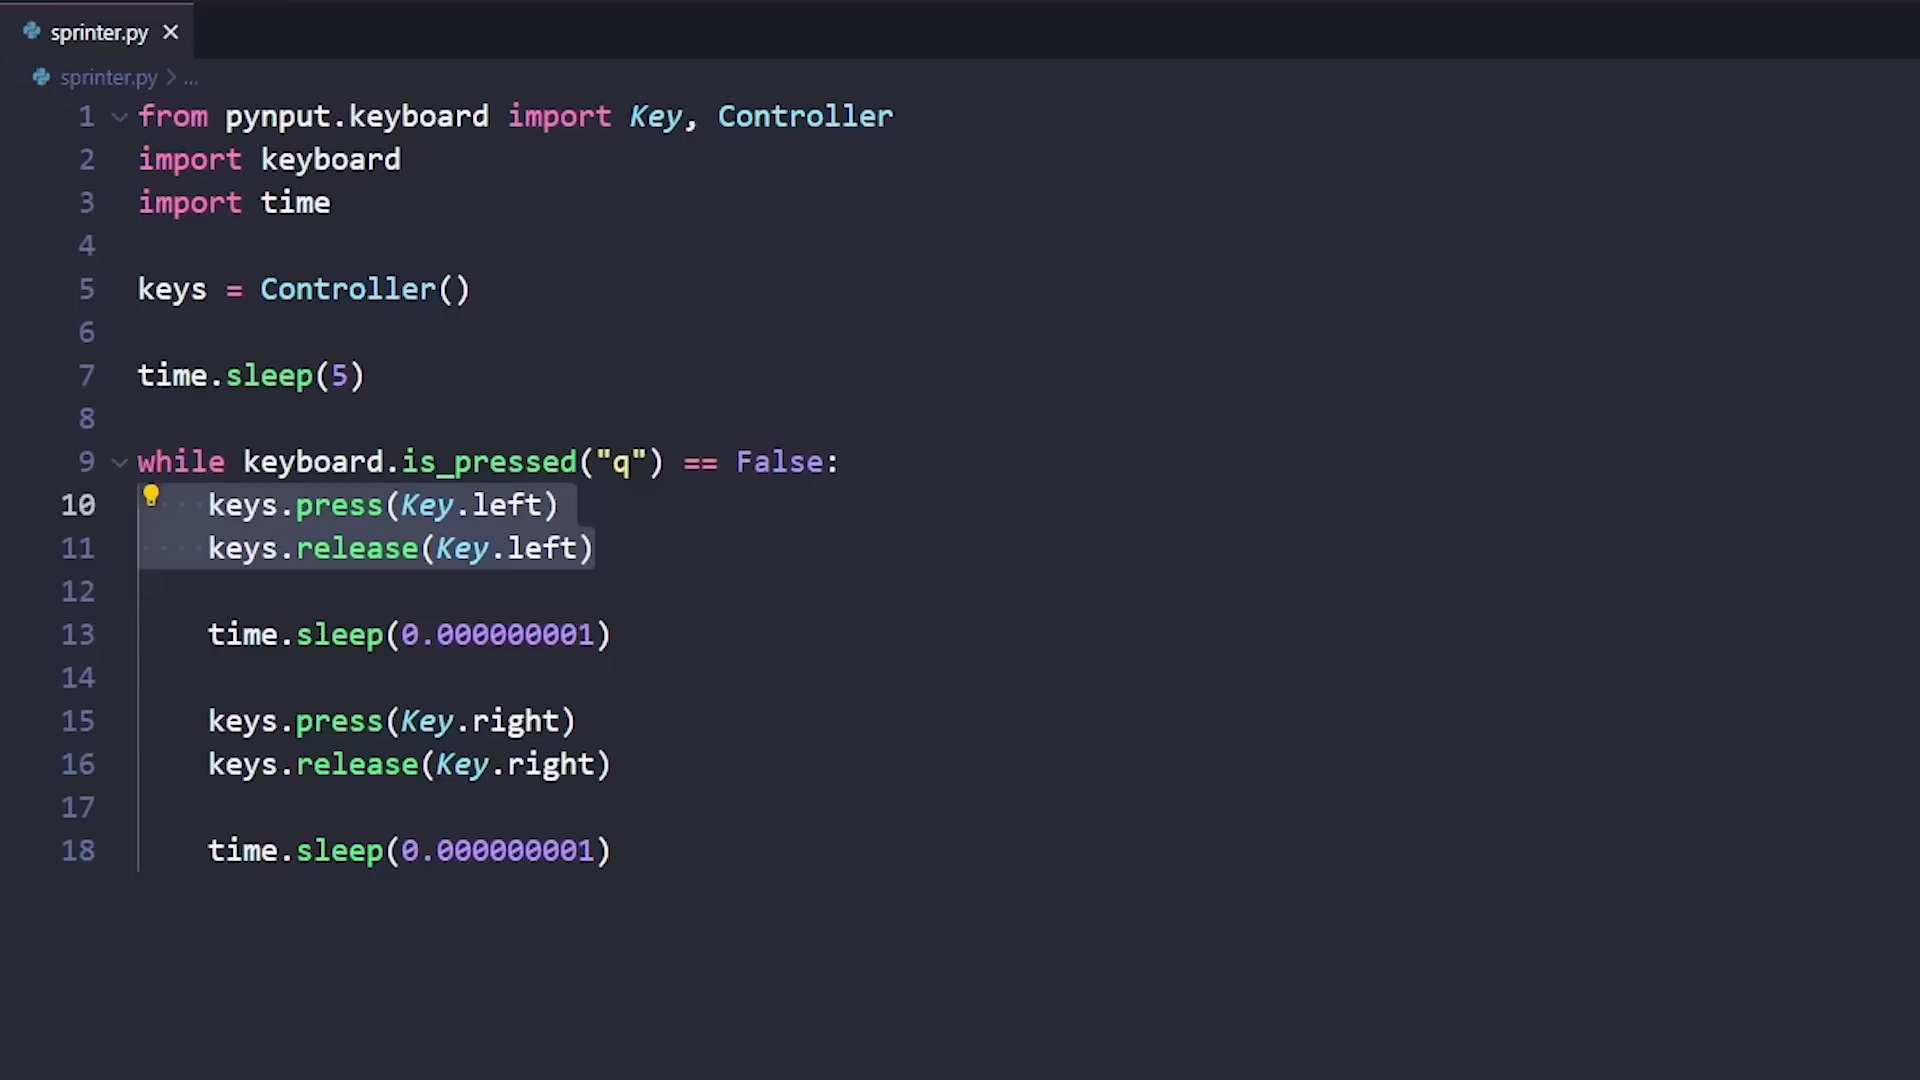 sprinter.py
sprinter.py > ...
1 from pynput.keyboard import Key, Controller
2 import keyboard
3 import time
4
5 keys = Controller()
6
7 time.sleep(5)
8
9 while keyboard.is_pressed("q") == False:
10 keys.press(Key.left)
11 keys.release(Key.left)
12
13 time.sleep(0.000000001)
14
15 keys.press(Key.right)
16 keys.release(Key.right)
17
18 time.sleep(0.000000001)